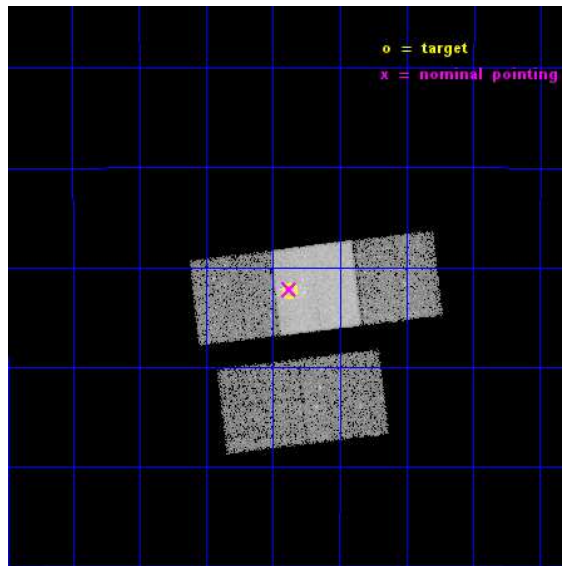 o = target
x = nominal pointing